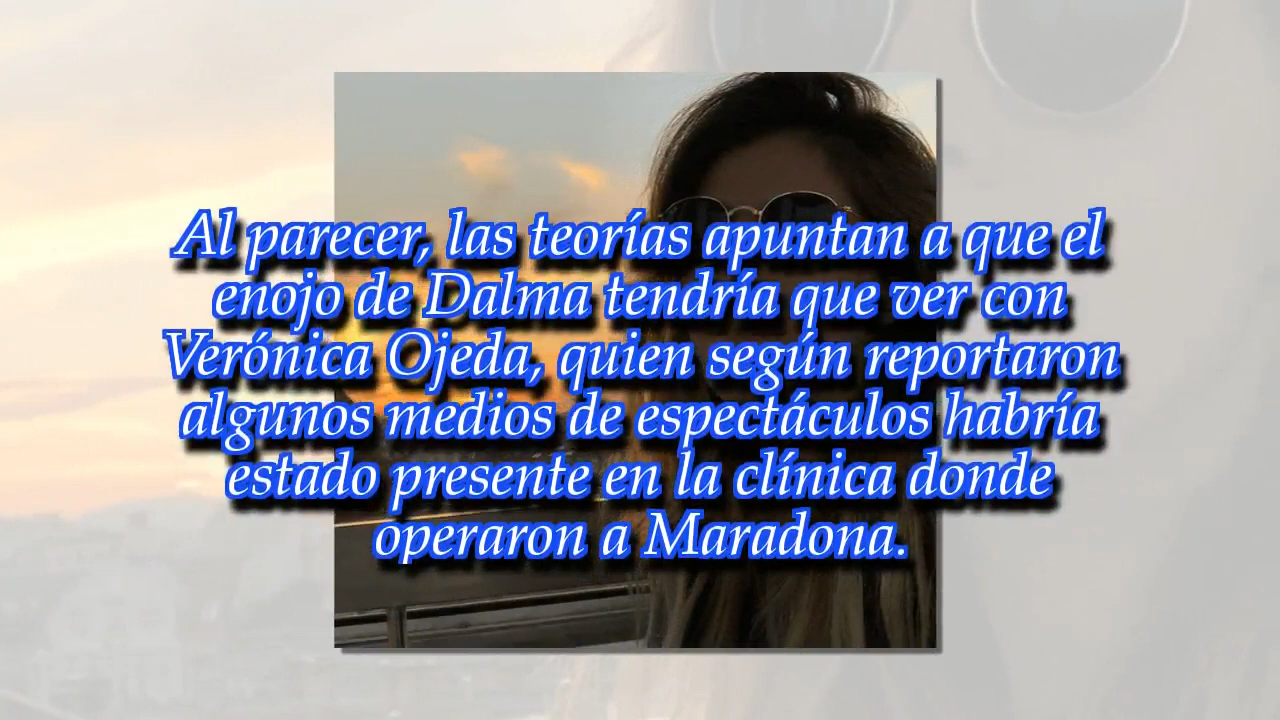 Al parecer, las teorías apuntan a que el
enojo de Dalma tendría que ver con
Verónica Ojeda, quien según reportaron
algunos medios de espectáculos habría
estado presente en la clínica donde
operaron a Maradona.